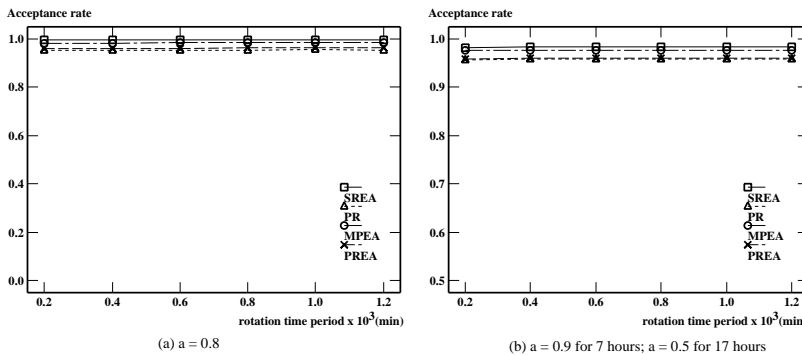 Acceptance rate
1.0
0.8
0.6
0.4
0.2
0.0
SREA
PR
MPEA
PREA
0.2 0.4 0.6 0.8 1.0 1.2
rotation time period x 10^3(min)
(a) a = 0.8
Acceptance rate
1.0
0.9
0.8
0.7
0.6
0.5
SREA
PR
MPEA
PREA
0.2 0.4 0.6 0.8 1.0 1.2
rotation time period x 10^3(min)
(b) a = 0.9 for 7 hours; a = 0.5 for 17 hours